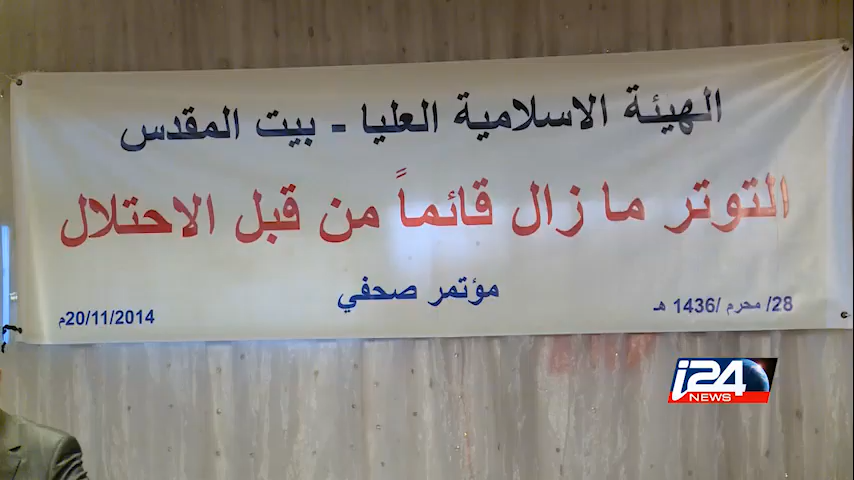 الهيئة الاسلامية العليا - بيت المقدس
التوتر ما زال قائماً من قبل الاحتلال
مؤتمر صحفي
28/ محرم /1436 هـ
20/11/2014م
i24
NEWS